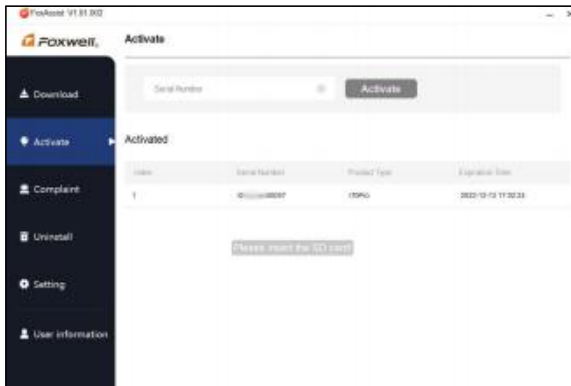 FoxAssist V1.01.002
FOXWELL
Activate
Download
Serial Number
Activate
Activate
Activated
Index
Serial Number
Product Type
Expiration Time
1
Complaint
Please insert the SD card!
Uninstall
Setting
User information